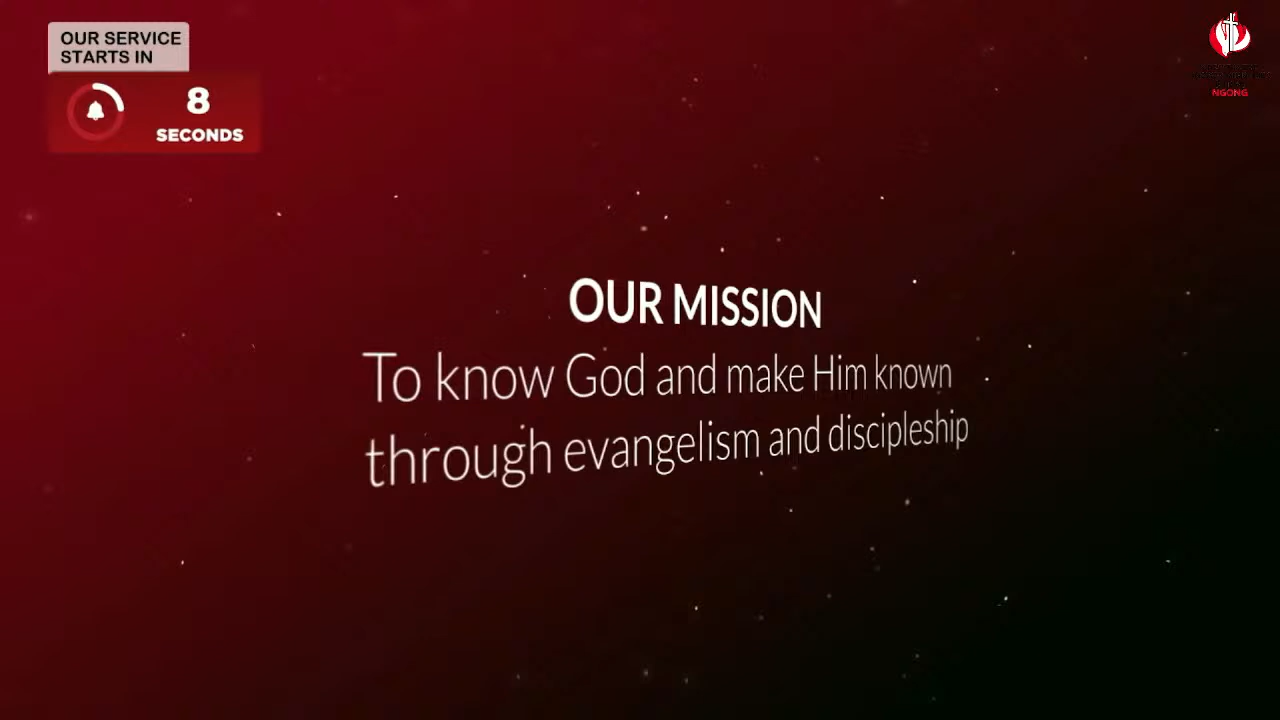 OUR SERVICE
STARTS IN
8
SECONDS
NGONG
OUR MISSION
To know God and make Him known
through evangelism and discipleship